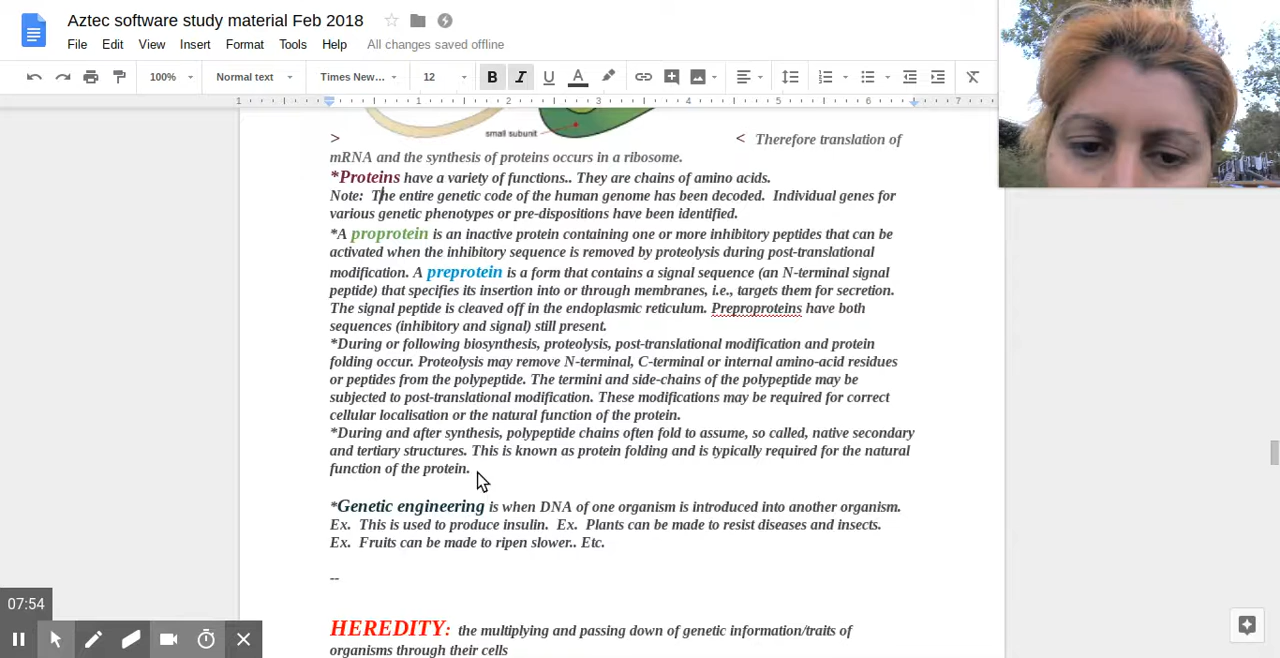 Aztec software study material Feb 2018
File Edit View Insert Format Tools Help All changes saved offline
100% Normal text Times New... 12 B I U A
1 1 2 3 4 5 6 7
small subunit
> < Therefore translation of
mRNA and the synthesis of proteins occurs in a ribosome.
*Proteins have a variety of functions.. They are chains of amino acids.
Note: The entire genetic code of the human genome has been decoded. Individual genes for
various genetic phenotypes or pre-dispositions have been identified.
*A proprotein is an inactive protein containing one or more inhibitory peptides that can be
activated when the inhibitory sequence is removed by proteolysis during post-translational
modification. A preprotein is a form that contains a signal sequence (an N-terminal signal
peptide) that specifies its insertion into or through membranes, i.e., targets them for secretion.
The signal peptide is cleaved off in the endoplasmic reticulum. Preproproteins have both
sequences (inhibitory and signal) still present.
*During or following biosynthesis, proteolysis, post-translational modification and protein
folding occur. Proteolysis may remove N-terminal, C-terminal or internal amino-acid residues
or peptides from the polypeptide. The termini and side-chains of the polypeptide may be
subjected to post-translational modification. These modifications may be required for correct
cellular localisation or the natural function of the protein.
*During and after synthesis, polypeptide chains often fold to assume, so called, native secondary
and tertiary structures. This is known as protein folding and is typically required for the natural
function of the protein.
*Genetic engineering is when DNA of one organism is introduced into another organism.
Ex. This is used to produce insulin. Ex. Plants can be made to resist diseases and insects.
Ex. Fruits can be made to ripen slower.. Etc.
--
HEREDITY: the multiplying and passing down of genetic information/traits of
organisms through their cells
07:54